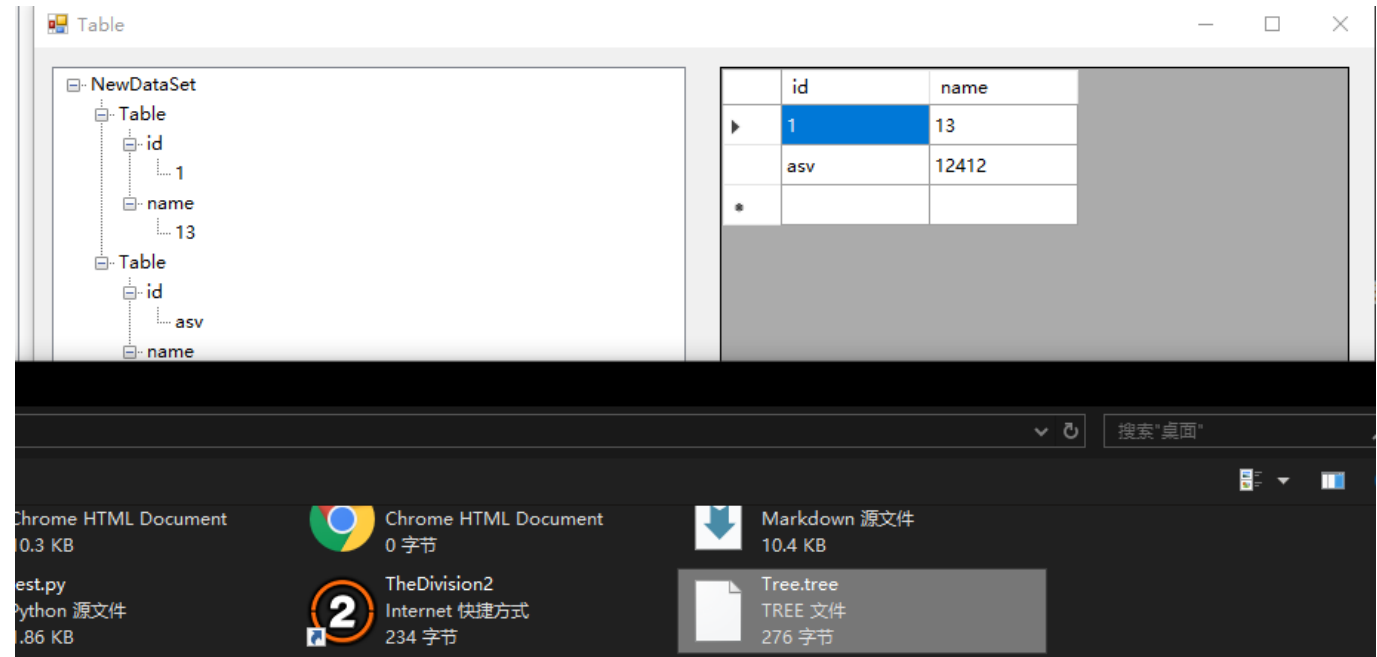 Table
NewDataSet
Table
id
1
name
13
Table
id
asv
name
id name
1 13
asv 12412
搜索"桌面"
Chrome HTML Document
10.3 KB
Chrome HTML Document
0 字节
Markdown 源文件
10.4 KB
est.py
Python 源文件
1.86 KB
TheDivision2
Internet 快捷方式
234 字节
Tree.tree
TREE 文件
276 字节